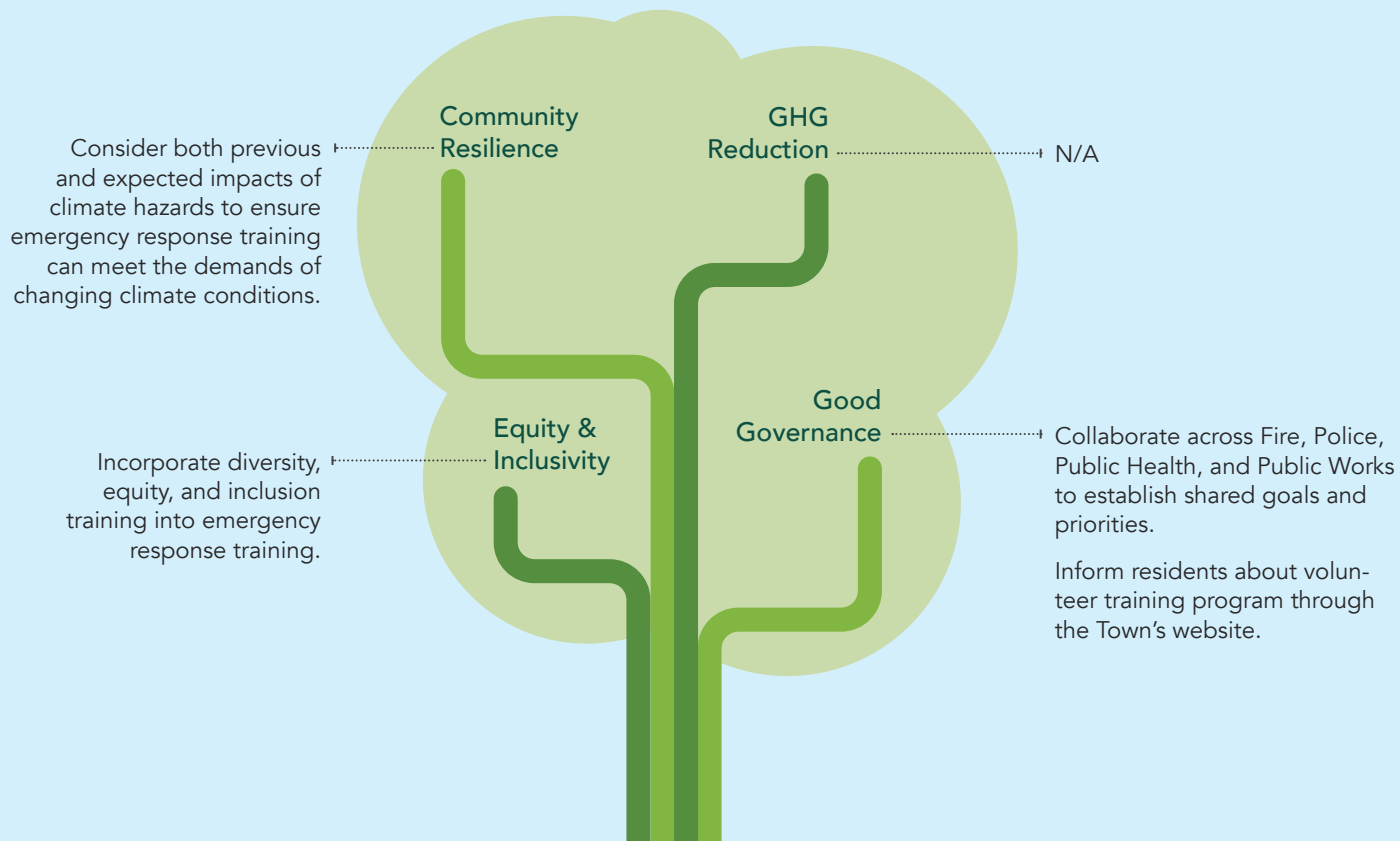 Community
Resilience
Consider both previous
and expected impacts of
climate hazards to ensure
emergency response training
can meet the demands of
changing climate conditions.
GHG
Reduction
N/A
Equity &
Inclusivity
Incorporate diversity,
equity, and inclusion
training into emergency
response training.
Good
Governance
Collaborate across Fire, Police,
Public Health, and Public Works
to establish shared goals and
priorities.
Inform residents about volun-
teer training program through
the Town’s website.